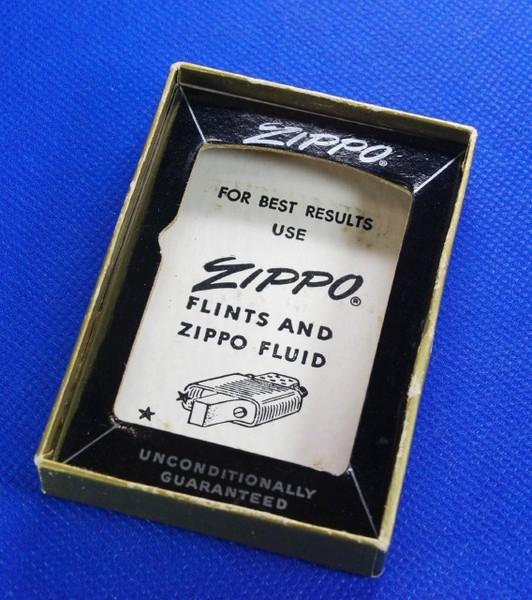 ZIPPO®
FOR BEST RESULTS
USE
ZIPPO®
FLINTS AND
ZIPPO FLUID
UNCONDITIONALLY
GUARANTEED